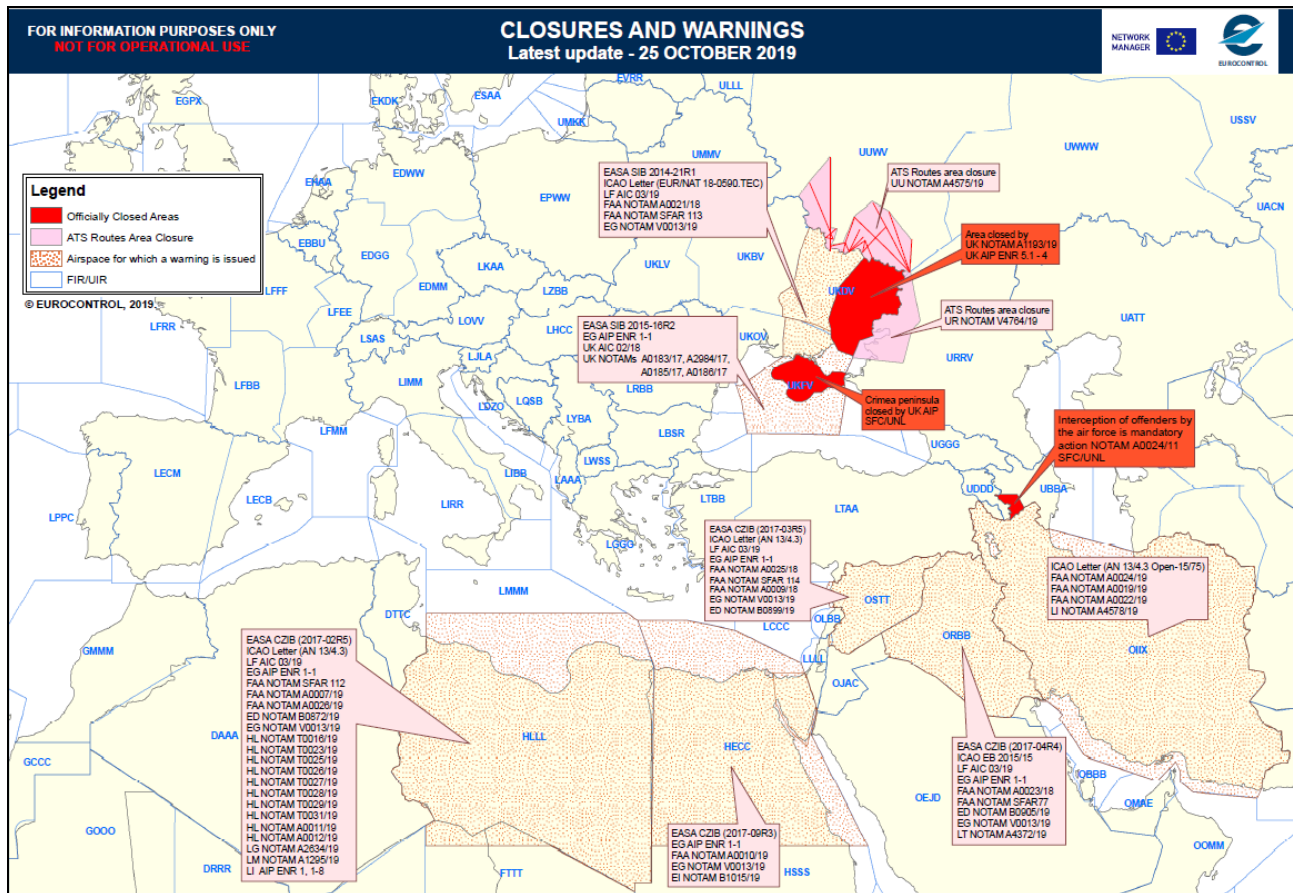 FOR INFORMATION PURPOSES ONLY
NOT FOR OPERATIONAL USE
CLOSURES AND WARNINGS
Latest update - 25 OCTOBER 2019
NETWORK
MANAGER
EUROCONTROL
Legend
Officially Closed Areas
ATS Routes Area Closure
Airspace for which a warning is issued
FIR/UIR
© EUROCONTROL, 2019.
EASA SIB 2014-21R1
ICAO Letter (EUR/NAT 18-0590.TEC)
LF AIC 03/19
FAA NOTAM A0021/18
FAA NOTAM SFAR 113
EG NOTAM V0013/19
ATS Routes area closure
UU NOTAM A4575/19
Area closed by
UK NOTAM A1193/19
UK AIP ENR 5.1 - 4
ATS Routes area closure
UR NOTAM V4764/19
EASA SIB 2015-16R2
EG AIP ENR 1-1
UK AIC 02/18
UK NOTAMs A0183/17, A2984/17,
A0185/17, A0186/17
Crimea peninsula
closed by UK AIP
SFC/UNL
Interception of offenders by
the air force is mandatory
action NOTAM A0024/11
SFC/UNL
EASA CZIB (2017-03R5)
ICAO Letter (AN 13/4.3)
LF AIC 03/19
EG AIP ENR 1-1
FAA NOTAM A0025/18
FAA NOTAM SFAR 114
FAA NOTAM A0009/18
EG NOTAM V0013/19
ED NOTAM B0899/19
ICAO Letter (AN 13/4.3 Open-15/75)
FAA NOTAM A0024/19
FAA NOTAM A0019/19
FAA NOTAM A0022/19
LI NOTAM A4578/19
EASA CZIB (2017-02R5)
ICAO Letter (AN 13/4.3)
LF AIC 03/19
EG AIP ENR 1-1
FAA NOTAM SFAR 112
FAA NOTAM A0007/19
FAA NOTAM A0026/19
ED NOTAM B0872/19
EG NOTAM V0013/19
HL NOTAM T0016/19
HL NOTAM T0023/19
HL NOTAM T0025/19
HL NOTAM T0026/19
HL NOTAM T0027/19
HL NOTAM T0028/19
HL NOTAM T0029/19
HL NOTAM T0031/19
HL NOTAM A0011/19
HL NOTAM A0012/19
LG NOTAM A2634/19
LM NOTAM A1295/19
LI AIP ENR 1, 1-8
EASA CZIB (2017-09R3)
EG AIP ENR 1-1
FAA NOTAM A0010/19
EG NOTAM V0013/19
EI NOTAM B1015/19
EASA CZIB (2017-04R4)
ICAO EB 2015/15
LF AIC 03/19
EG AIP ENR 1-1
FAA NOTAM A0023/18
FAA NOTAM SFAR77
ED NOTAM B0905/19
EG NOTAM V0013/19
LT NOTAM A4372/19
EGPX
EKDK
ESAA
EVRR
ULLL
UMKK
USSV
UUWV
UWWW
UMMV
EHAA
EDWW
EPWW
UACN
EBBU
EDGG
LKAA
UKLV
UKBV
UKDV
LFFF
EDMM
LZBB
LFEE
LOVV
LFRR
LSAS
LHCC
UKOV
UATT
LJLA
URRV
LFBB
LIMM
LRBB
UKFV
LDZO
LQSB
LYBA
LFMM
LBSR
UGGG
LECM
LIBB
LWSS
LAAA
UDDD
UBBA
LPPC
LECB
LIRR
LTBB
LTAA
LGGG
LMMM
DTTC
LCCC
OLBB
OSTT
GMMM
LLLL
ORBB
OIIX
OJAC
DAAA
HLLL
HECC
GCCC
OBBB
OEJD
OMAE
GOOO
OOMM
DRRR
FTTT
HSSS